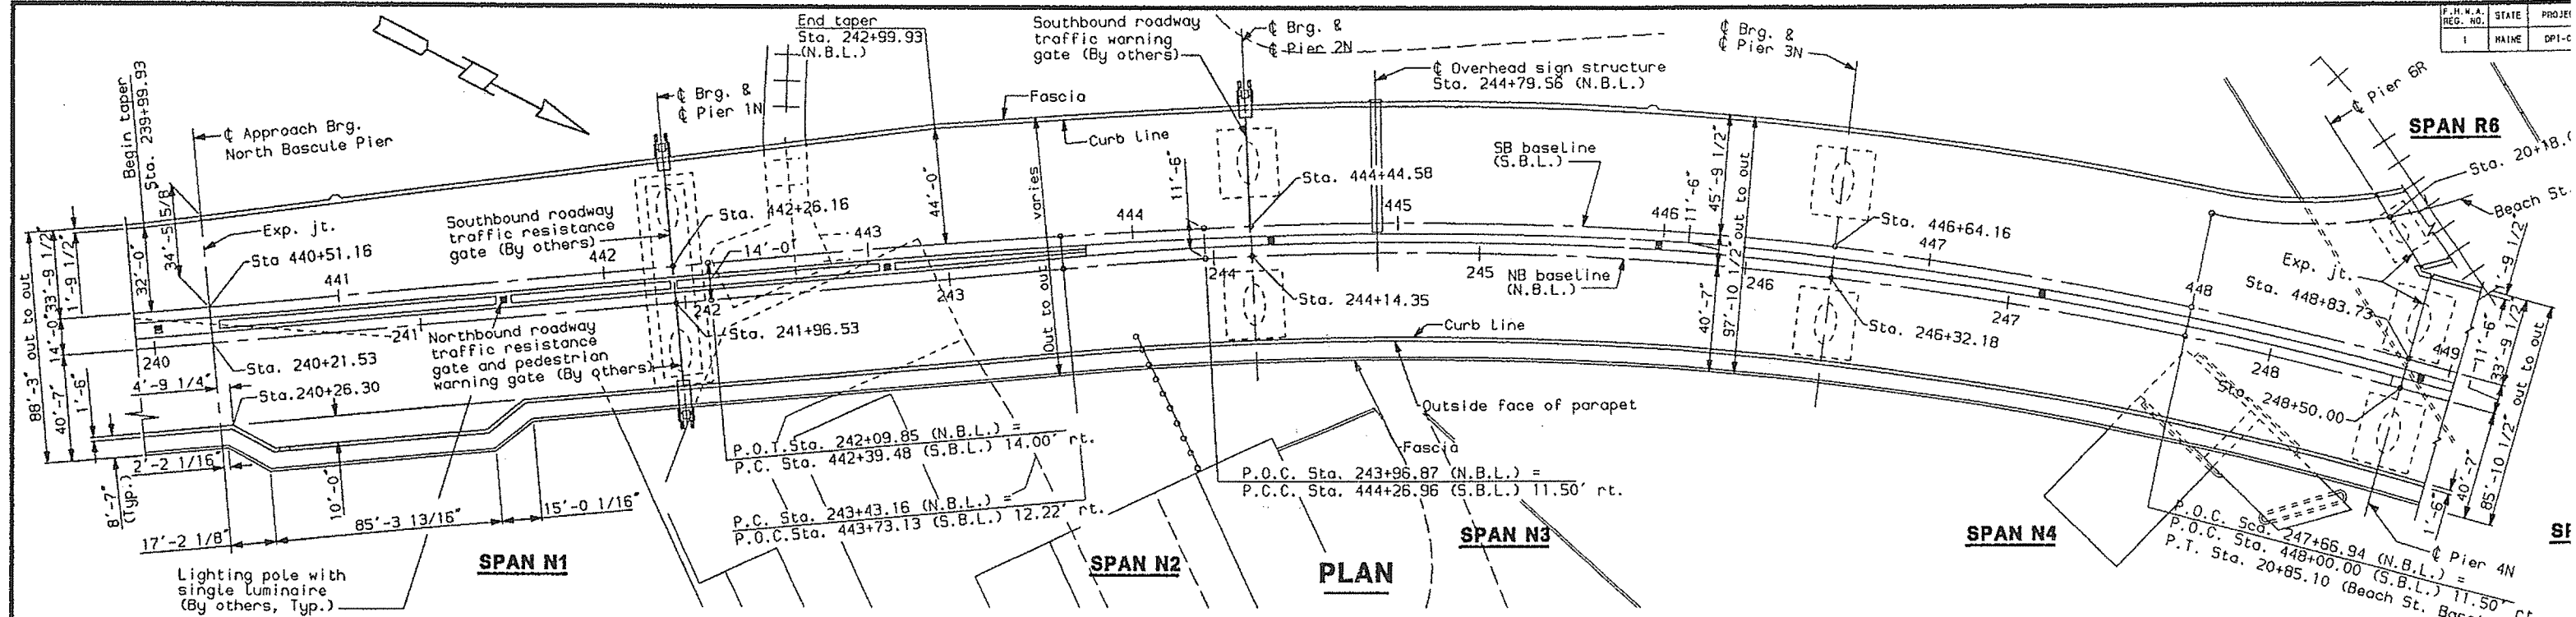 F.H.W.A. REG. NO.
STATE
1
MAINE
End taper
Sta. 242+99.93
(N.B.L.)
Southbound roadway
traffic warning
gate (By others)
℄ Brg. &
℄ Pier 2N
℄ Brg. &
℄ Pier 3N
℄ Overhead sign structure
Sta. 244+79.56 (N.B.L.)
℄ Pier 6R
SPAN R6
Begin taper
Sta. 239+99.93
℄ Approach Brg.
North Bascule Pier
℄ Brg. &
℄ Pier 1N
Fascia
Curb line
SB baseline
(S.B.L.)
Beach St.
34'-5 5/8"
Exp. jt.
Sta 440+51.16
Southbound roadway
traffic resistance
gate (By others)
Sta. 442+26.16
14'-0"
44'-0"
varies
Out to out
11'-6"
Sta. 444+44.58
11'-6"
45'-9 1/2"
97'-10 1/2" out to out
40'-7"
Sta. 446+64.16
Exp. jt.
Sta. 448+83.73
88'-3" out to out
33'-9 1/2"
1'-9 1/2"
32'-0"
14'-0"
40'-7"
1'-6"
441
442
443
444
445
446
447
448
449
240
241
242
243
244
245
246
247
248
NB baseline
(N.B.L.)
Northbound roadway
traffic resistance
gate and pedestrian
warning gate (By others)
Sta. 241+96.53
Sta. 244+14.35
Sta. 246+32.18
Sta. 248+50.00
Sta. 240+21.53
4'-9 1/4"
Sta.240+26.30
Curb line
Outside face of parapet
Fascia
2'-2 1/16"
8'-7"
(Typ.)
10'-0"
17'-2 1/8"
85'-3 13/16"
15'-0 1/16"
P.O.T.Sta. 242+09.85 (N.B.L.) =
P.C. Sta. 442+39.48 (S.B.L.) 14.00' rt.
P.C. Sta. 243+43.16 (N.B.L.) =
P.O.C.Sta. 443+73.13 (S.B.L.) 12.22' rt.
P.O.C. Sta. 243+96.87 (N.B.L.) =
P.C.C. Sta. 444+26.96 (S.B.L.) 11.50' rt.
11'-6"
33'-9 1/2"
40'-7"
1'-6"
85'-10 1/2" out to out
P.O.C. Sta. 247+66.94 (N.B.L.) =
P.O.C. Sta. 448+00.00 (S.B.L.) 11.50' rt
P.T. Sta. 20+85.10 (Beach St.
℄ Pier 4N
SPAN N1
SPAN N2
SPAN N3
SPAN N4
PLAN
Lighting pole with
single luminaire
(By others, Typ.)